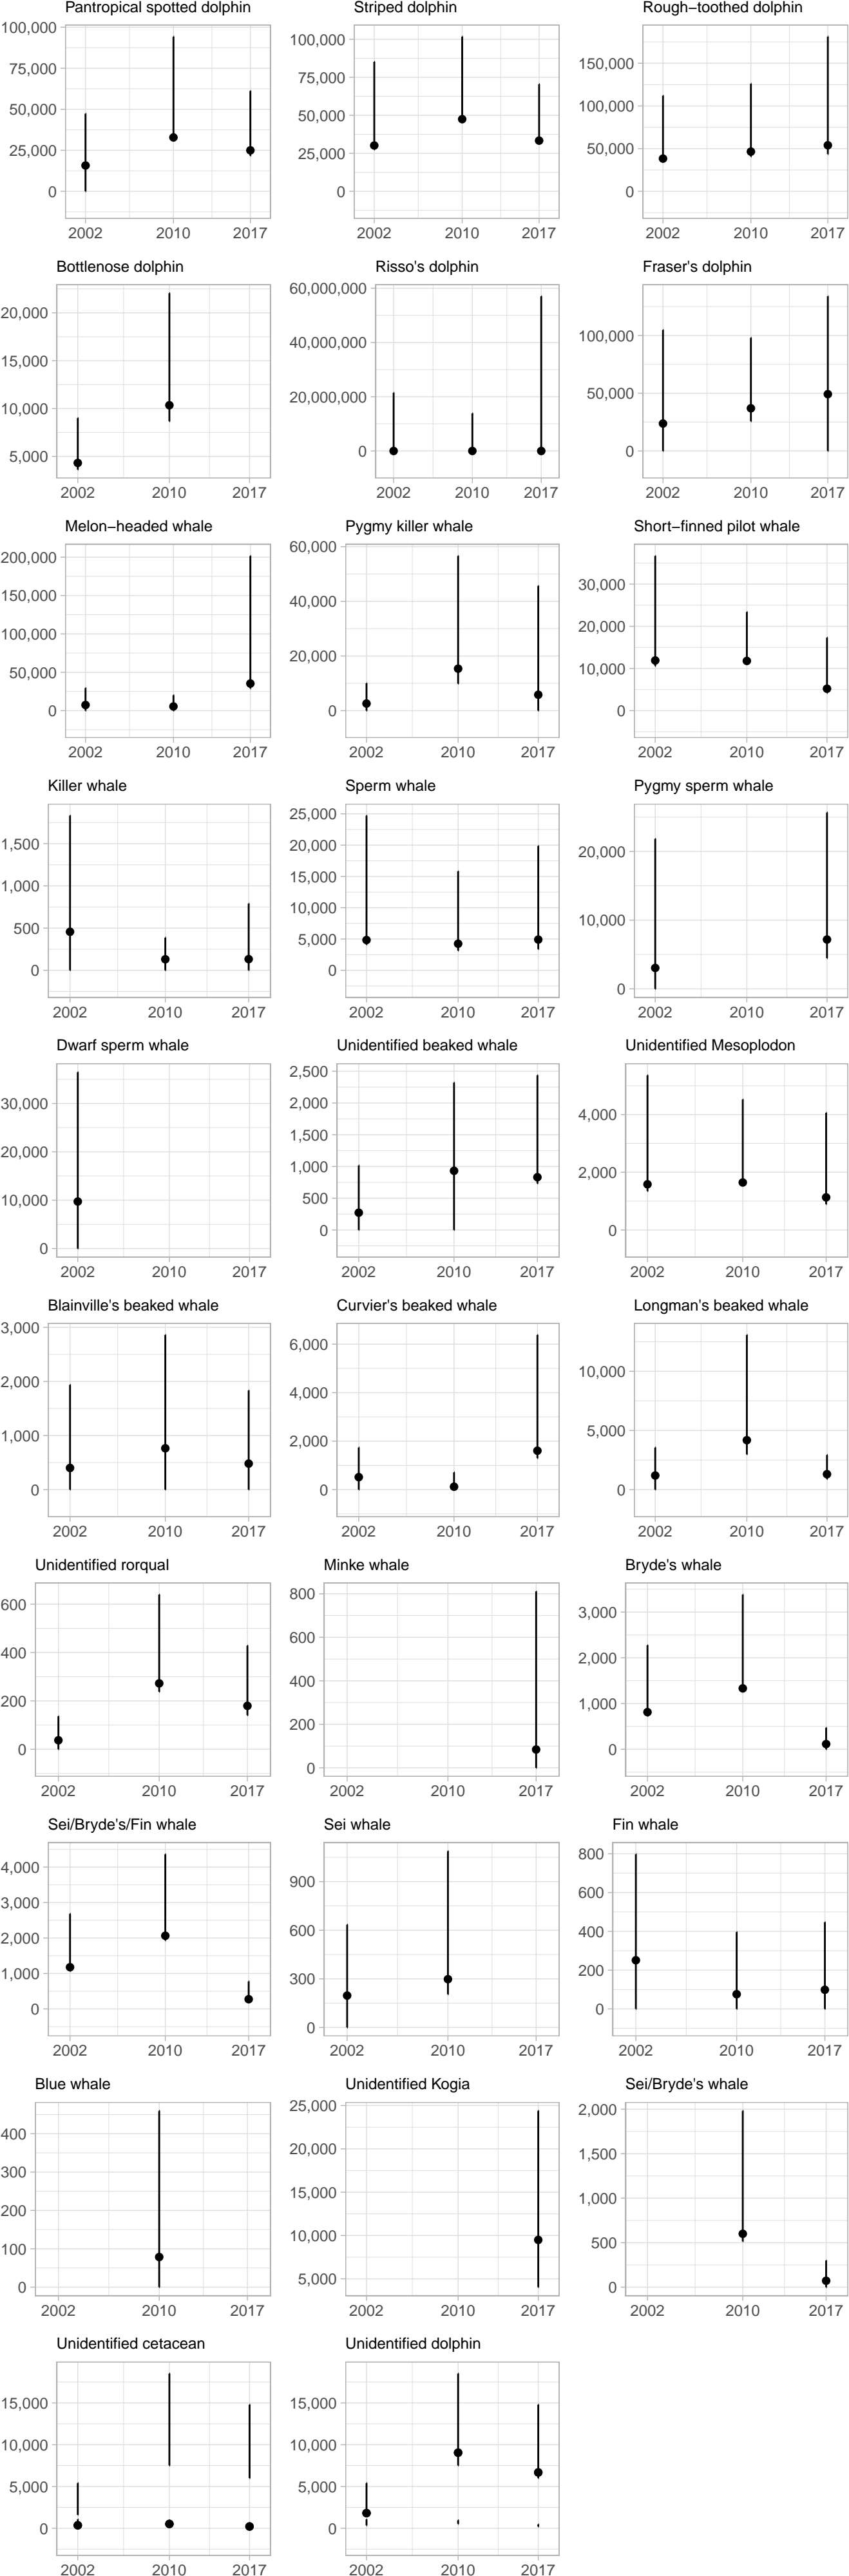 Pantropical spotted dolphin
Striped dolphin
Rough−toothed dolphin
100,000
75,000
50,000
25,000
0
100,000
75,000
50,000
25,000
0
150,000
100,000
50,000
0
2002 2010 2017
2002 2010 2017
2002 2010 2017
Bottlenose dolphin
Risso's dolphin
Fraser's dolphin
20,000
15,000
10,000
5,000
60,000,000
40,000,000
20,000,000
0
100,000
50,000
0
2002 2010 2017
2002 2010 2017
2002 2010 2017
Melon−headed whale
Pygmy killer whale
Short−finned pilot whale
200,000
150,000
100,000
50,000
0
60,000
40,000
20,000
0
30,000
20,000
10,000
0
2002 2010 2017
2002 2010 2017
2002 2010 2017
Killer whale
Sperm whale
Pygmy sperm whale
1,500
1,000
500
0
25,000
20,000
15,000
10,000
5,000
0
20,000
10,000
0
2002 2010 2017
2002 2010 2017
2002 2010 2017
Dwarf sperm whale
Unidentified beaked whale
Unidentified Mesoplodon
30,000
20,000
10,000
0
2,500
2,000
1,500
1,000
500
0
4,000
2,000
0
2002 2010 2017
2002 2010 2017
2002 2010 2017
Blainville's beaked whale
Curvier's beaked whale
Longman's beaked whale
3,000
2,000
1,000
0
6,000
4,000
2,000
0
10,000
5,000
0
2002 2010 2017
2002 2010 2017
2002 2010 2017
Unidentified rorqual
Minke whale
Bryde's whale
600
400
200
0
800
600
400
200
0
3,000
2,000
1,000
0
2002 2010 2017
2002 2010 2017
2002 2010 2017
Sei/Bryde's/Fin whale
Sei whale
Fin whale
4,000
3,000
2,000
1,000
0
900
600
300
0
800
600
400
200
0
2002 2010 2017
2002 2010 2017
2002 2010 2017
Blue whale
Unidentified Kogia
Sei/Bryde's whale
400
300
200
100
0
25,000
20,000
15,000
10,000
5,000
2,000
1,500
1,000
500
0
2002 2010 2017
2002 2010 2017
2002 2010 2017
Unidentified cetacean
Unidentified dolphin
15,000
10,000
5,000
0
15,000
10,000
5,000
0
2002 2010 2017
2002 2010 2017